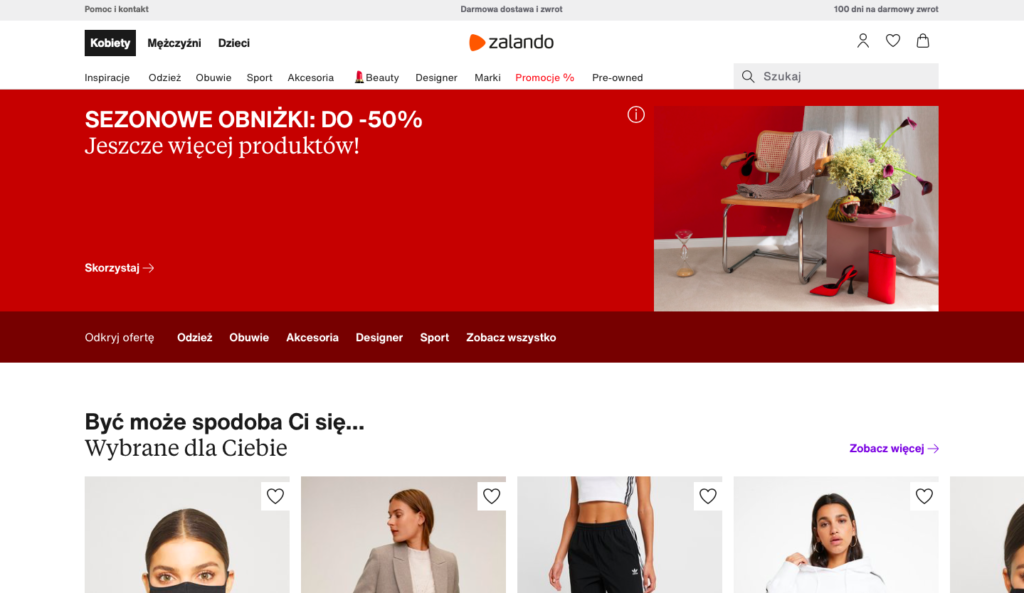 Pomoc i kontakt
Darmowa dostawa i zwrot
100 dni na darmowy zwrot
Kobiety
Mężczyźni
Dzieci
zalando
Inspiracje
Odzież
Obuwie
Sport
Akcesoria
Beauty
Designer
Marki
Promocje %
Pre-owned
Szukaj
SEZONOWE OBNIŻKI: DO -50%
Jeszcze więcej produktów!
Skorzystaj
Odkryj ofertę
Odzież
Obuwie
Akcesoria
Designer
Sport
Zobacz wszystko
Być może spodoba Ci się...
Wybrane dla Ciebie
Zobacz więcej